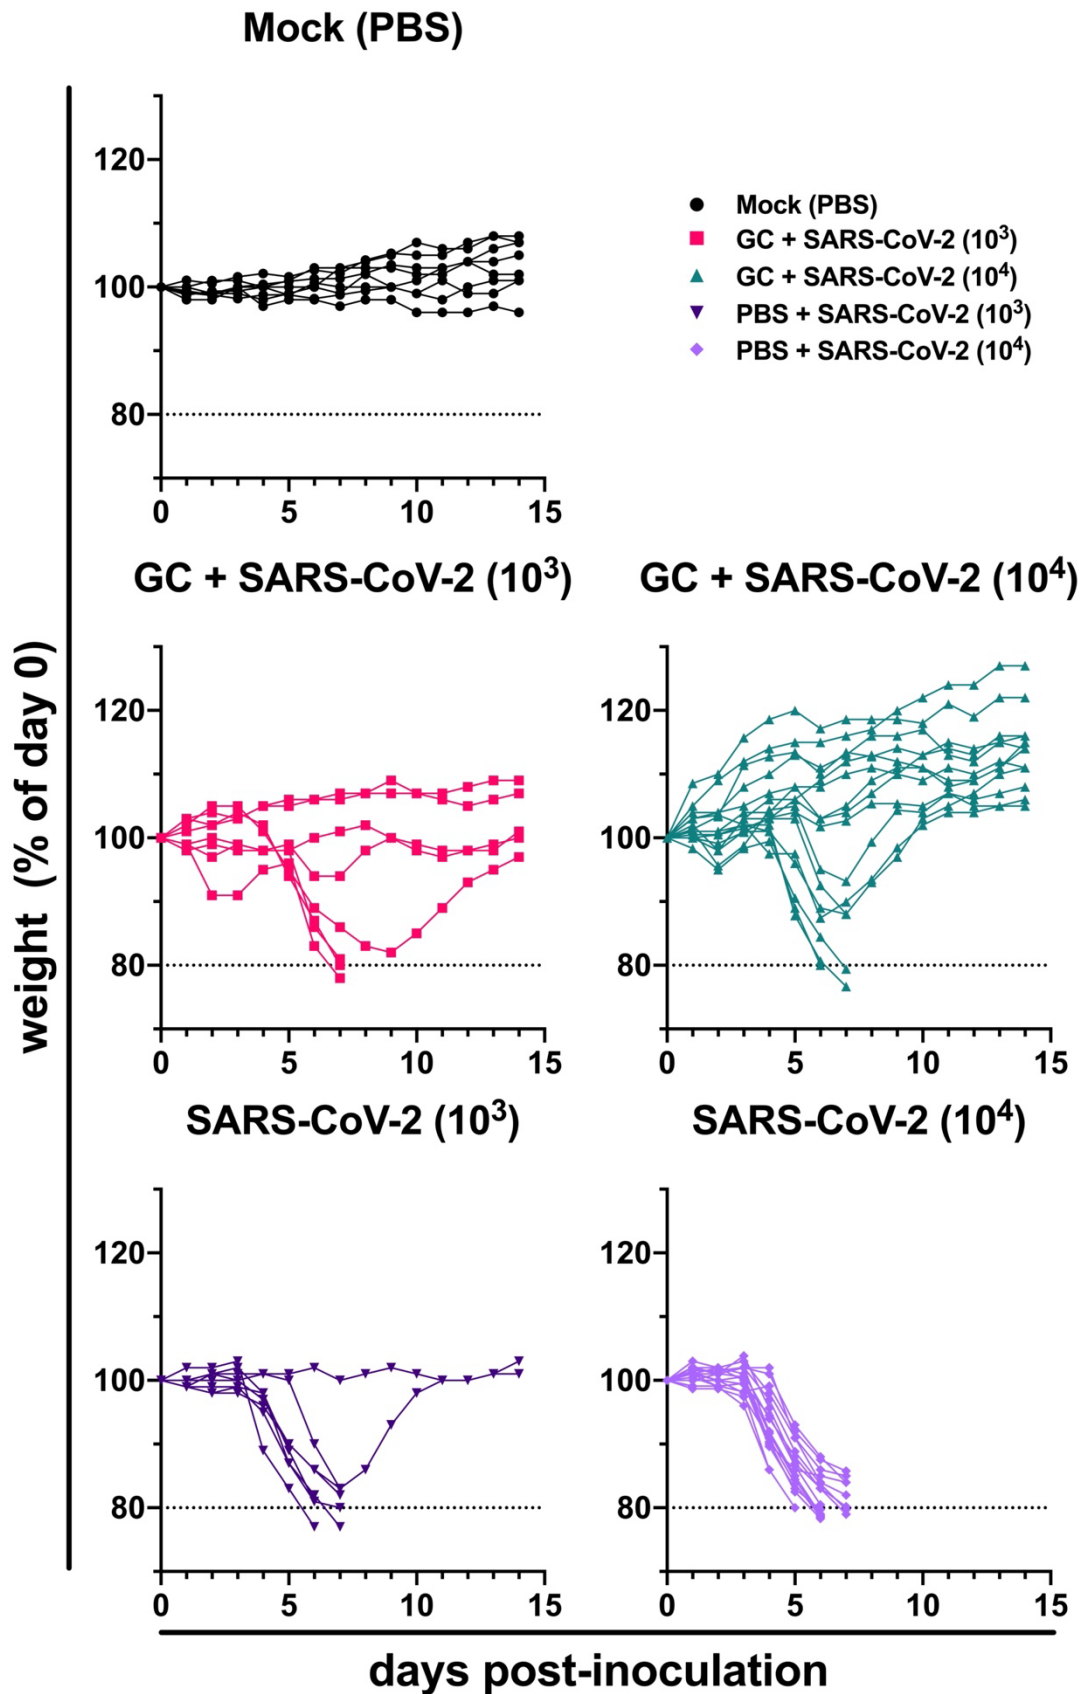 Mock (PBS)
120
100
80
0 5 10 15
Mock (PBS)
GC + SARS-CoV-2 (10³)
GC + SARS-CoV-2 (10⁴)
PBS + SARS-CoV-2 (10³)
PBS + SARS-CoV-2 (10⁴)
weight (% of day 0)
GC + SARS-CoV-2 (10³)
120
100
80
0 5 10 15
GC + SARS-CoV-2 (10⁴)
120
100
80
0 5 10 15
SARS-CoV-2 (10³)
120
100
80
0 5 10 15
SARS-CoV-2 (10⁴)
120
100
80
0 5 10 15
days post-inoculation